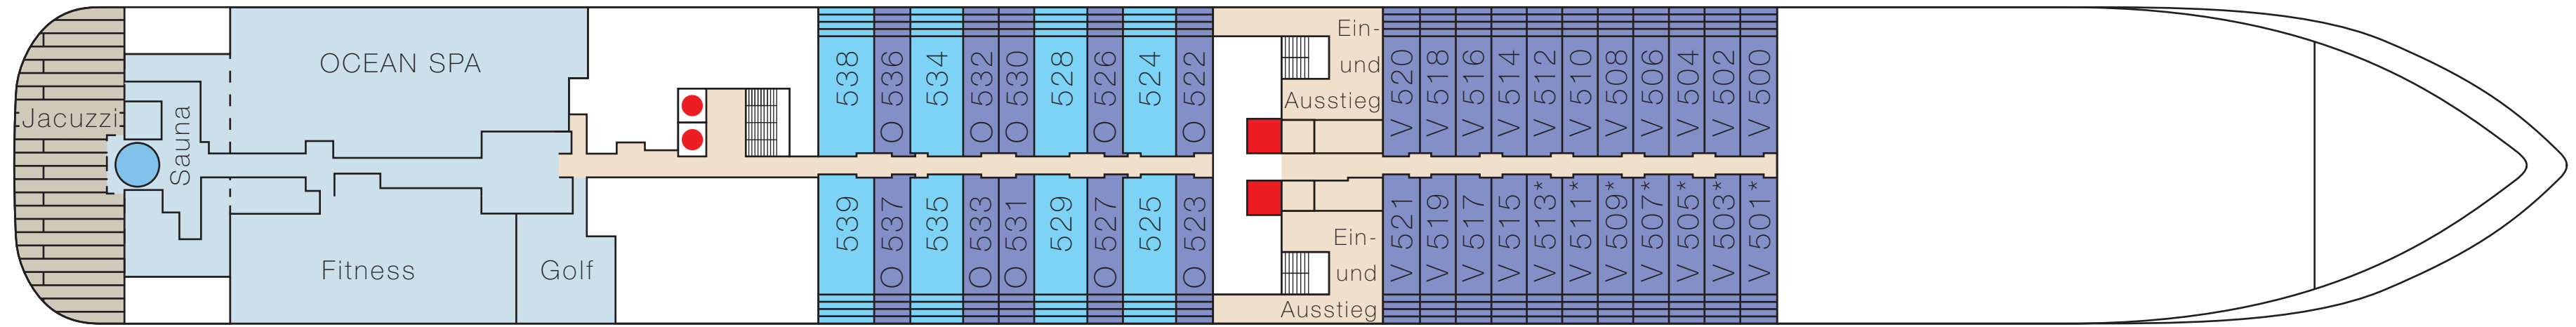 OCEAN SPA
Jacuzzi
Sauna
Fitness
Golf
538
O 536
534
O 532
O 530
528
O 526
524
O 522
Ein-
und
Ausstieg
V 520
V 518
V 516
V 514
V 512
V 510
V 508
V 506
V 504
V 502
V 500
539
O 537
535
O 533
O 531
529
O 527
525
O 523
Ein-
und
Ausstieg
V 521
V 519
V 517
V 515
V 513*
V 511*
V 509*
V 507*
V 505*
V 503*
V 501*